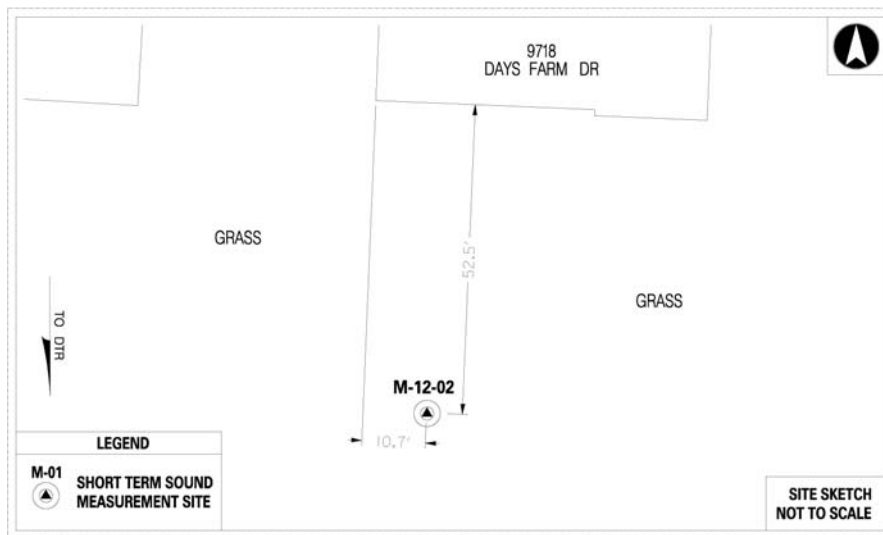 9718
DAYS FARM DR
GRASS
52.5'
GRASS
TO DTR
M-12-02
10.7'
LEGEND
M-01
SHORT TERM SOUND
MEASUREMENT SITE
SITE SKETCH
NOT TO SCALE